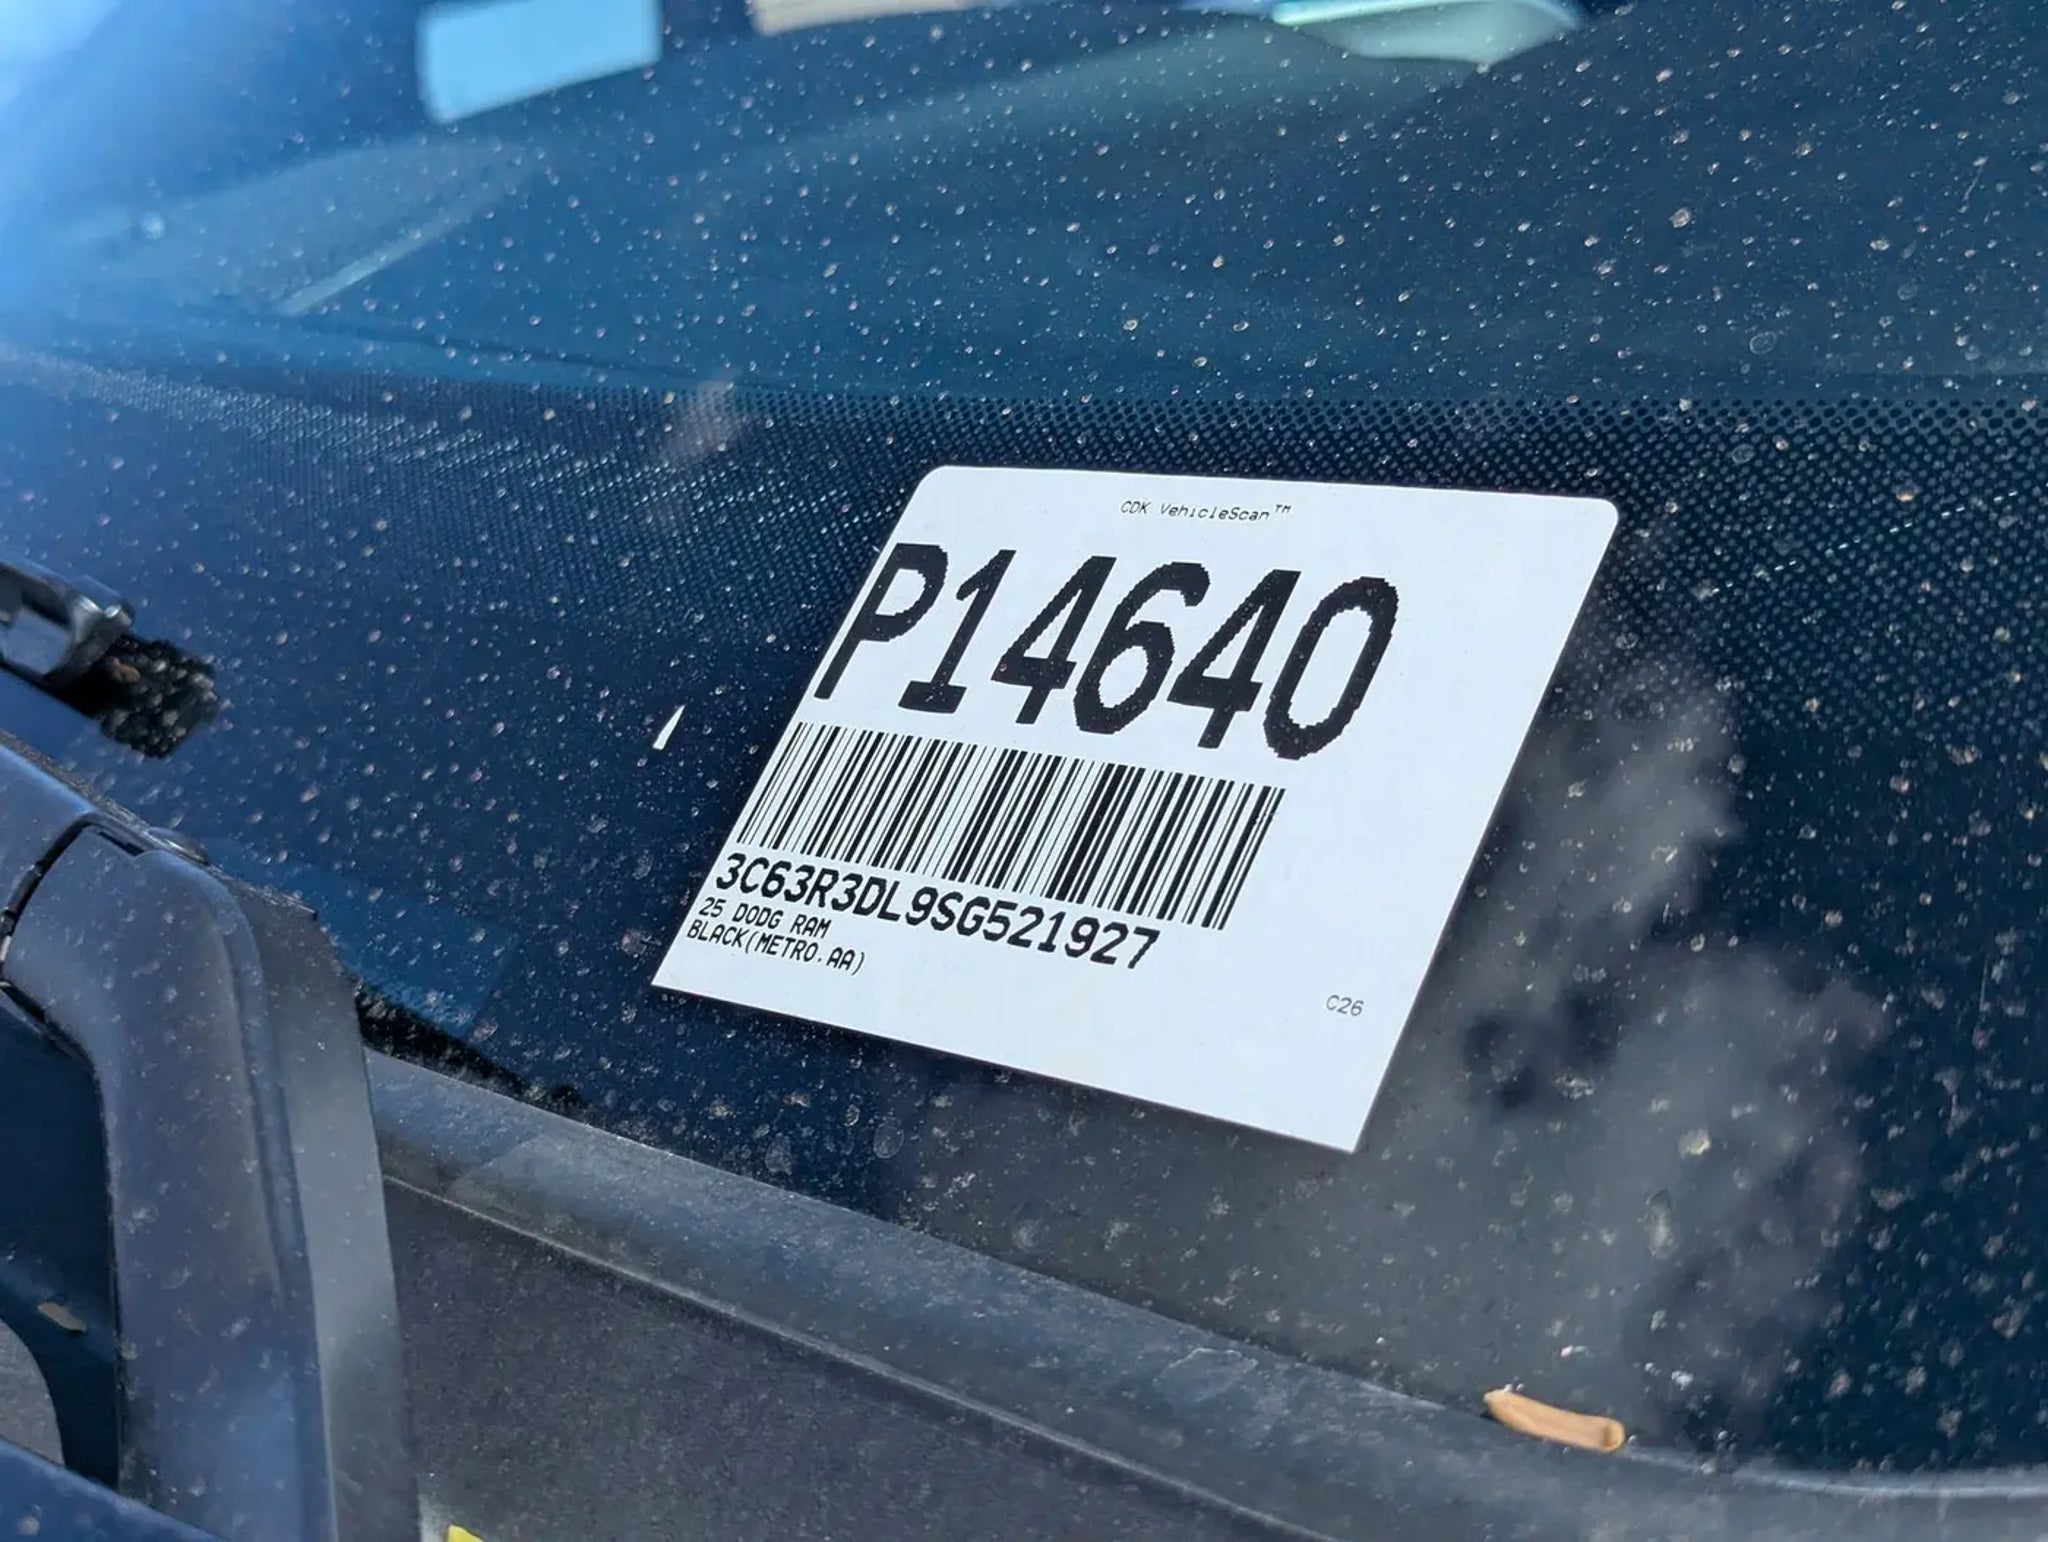 CDK VehicleScan™
P14640
3C63R3DL9SG521927
25 DODG RAM
BLACK(METRO.AA)
C26